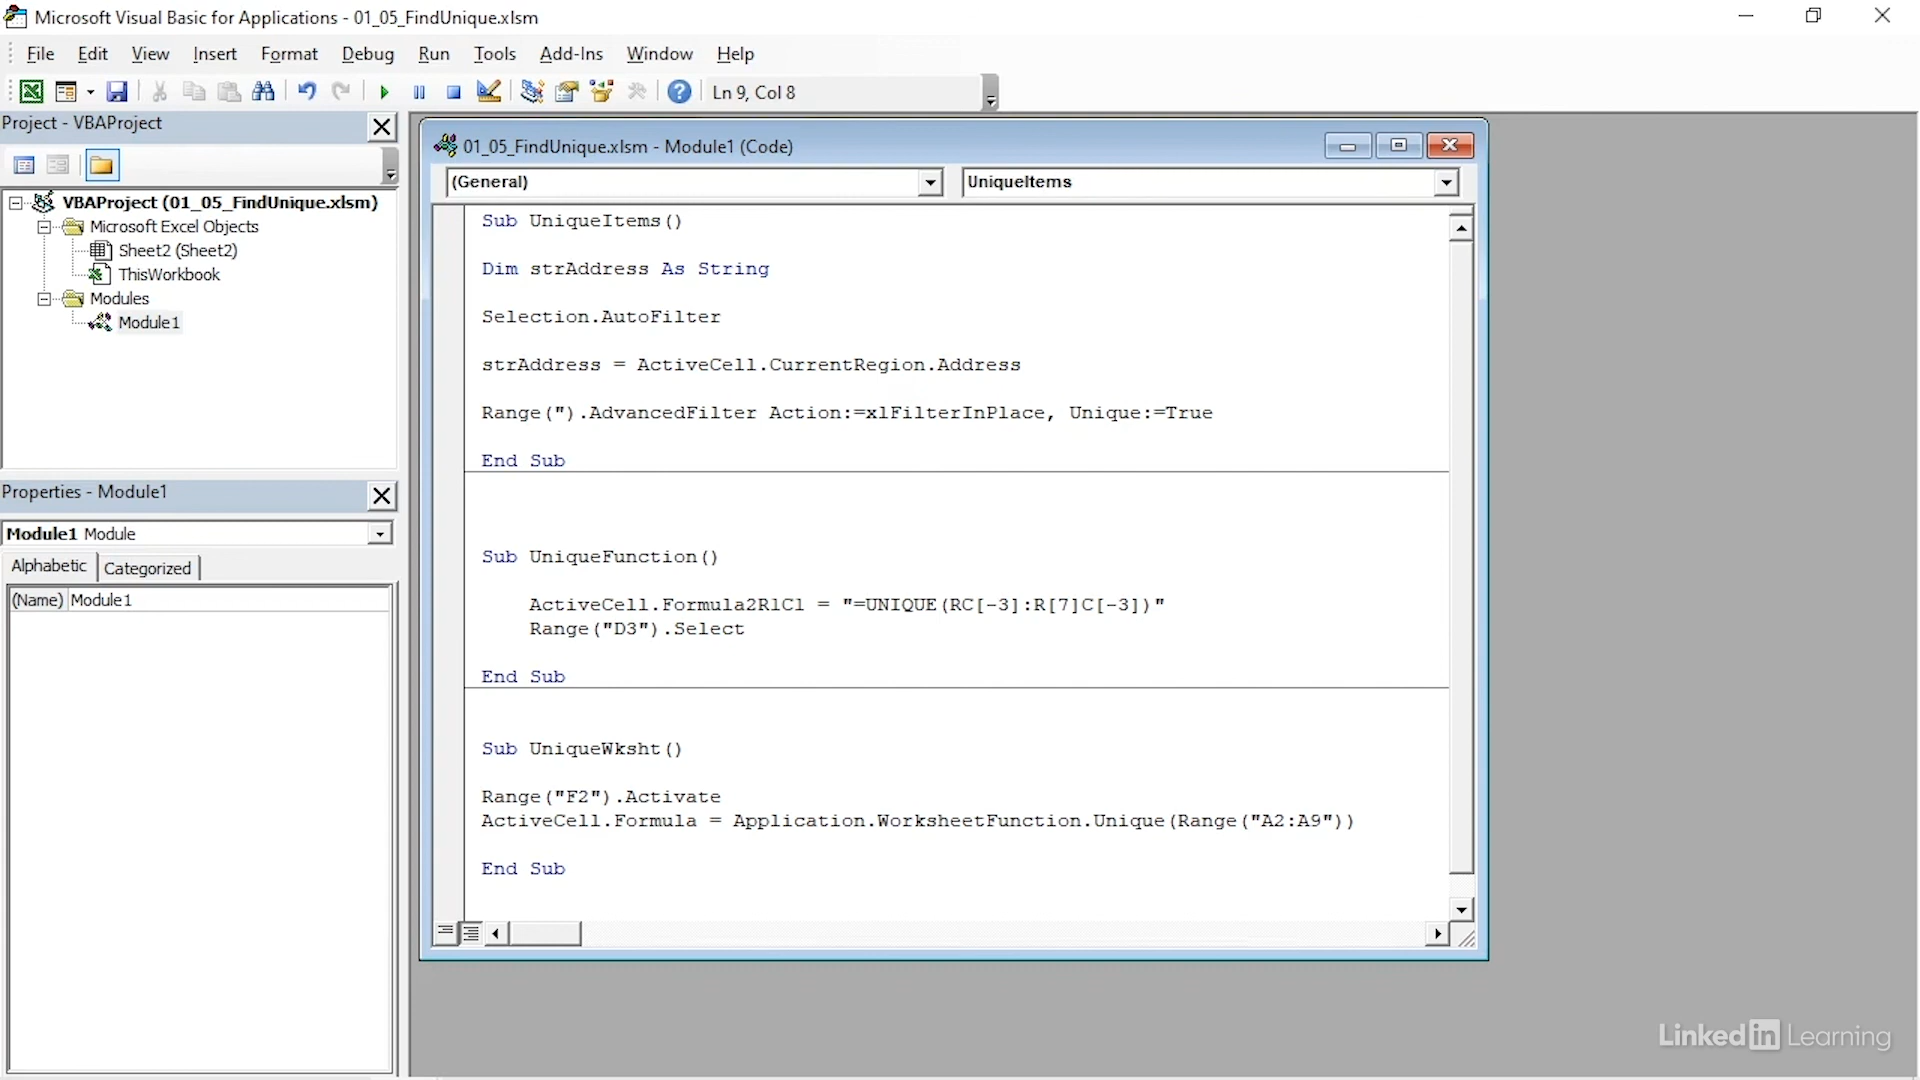 Microsoft Visual Basic for Applications - 01_05_FindUnique.xlsm
File Edit View Insert Format Debug Run Tools Add-Ins Window Help
Ln 9, Col 8
Project - VBAProject
VBAProject (01_05_FindUnique.xlsm)
Microsoft Excel Objects
Sheet2 (Sheet2)
ThisWorkbook
Modules
Module1
Properties - Module1
Module1 Module
Alphabetic Categorized
(Name) Module1
01_05_FindUnique.xlsm - Module1 (Code)
(General) UniqueItems
Sub UniqueItems()
Dim strAddress As String
Selection.AutoFilter
strAddress = ActiveCell.CurrentRegion.Address
Range(").AdvancedFilter Action:=xlFilterInPlace, Unique:=True
End Sub
Sub UniqueFunction()
ActiveCell.Formula2R1C1 = "=UNIQUE(RC[-3]:R[7]C[-3])"
Range("D3").Select
End Sub
Sub UniqueWksht()
Range("F2").Activate
ActiveCell.Formula = Application.WorksheetFunction.Unique(Range("A2:A9"))
End Sub
LinkedIn Learning